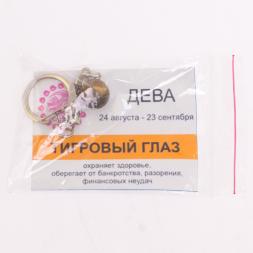 ДЕВА
24 августа - 23 сентября
ТИГРОВЫЙ ГЛАЗ
охраняет здоровье,
оберегает от банкротства, разорения,
финансовых неудач